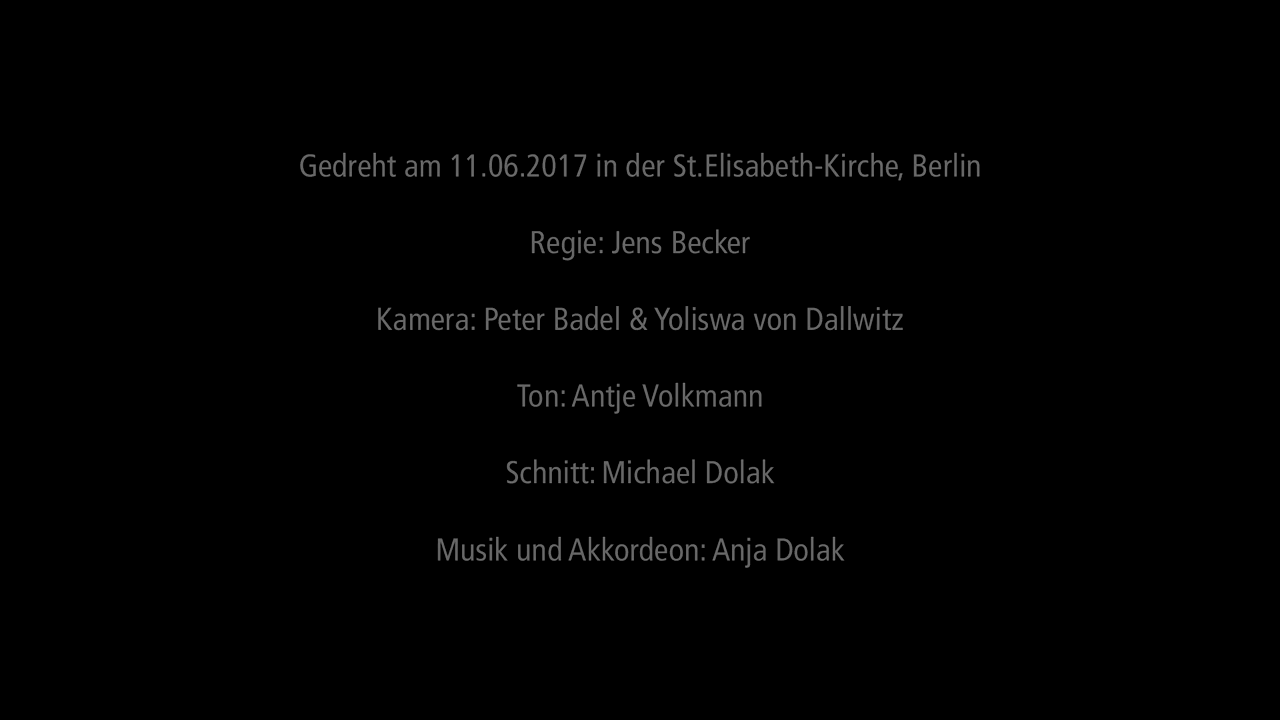 Gedreht am 11.06.2017 in der St.Elisabeth-Kirche, Berlin
Regie: Jens Becker
Kamera: Peter Badel & Yoliswa von Dallwitz
Ton: Antje Volkmann
Schnitt: Michael Dolak
Musik und Akkordeon: Anja Dolak